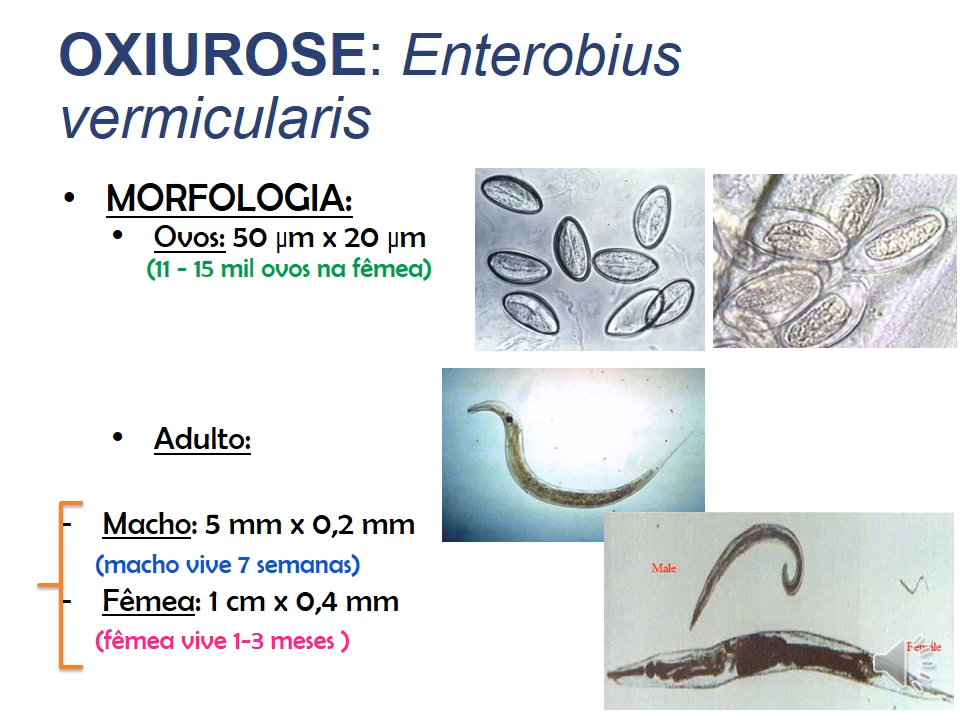 OXIUROSE: Enterobius
vermicularis
• MORFOLOGIA:
• Ovos: 50 µm x 20 µm
(11 - 15 mil ovos na fêmea)
• Adulto:
- Macho: 5 mm x 0,2 mm
(macho vive 7 semanas)
- Fêmea: 1 cm x 0,4 mm
(fêmea vive 1-3 meses )
Male
Female